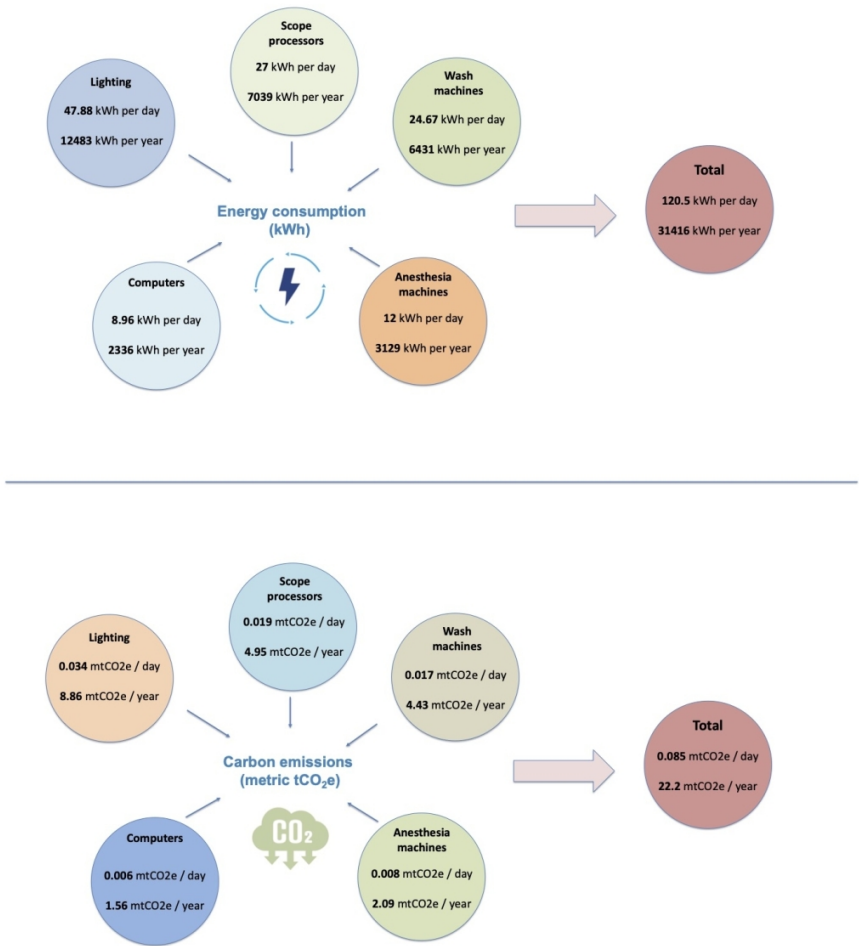 Scope
processors
27 kWh per day
7039 kWh per year
Lighting
47.88 kWh per day
12483 kWh per year
Wash
machines
24.67 kWh per day
6431 kWh per year
Total
120.5 kWh per day
31416 kWh per year
Energy consumption
(kWh)
Computers
8.96 kWh per day
2336 kWh per year
Anesthesia
machines
12 kWh per day
3129 kWh per year
Scope
processors
0.019 mtCO2e / day
4.95 mtCO2e / year
Lighting
0.034 mtCO2e / day
8.86 mtCO2e / year
Wash
machines
0.017 mtCO2e / day
4.43 mtCO2e / year
Total
0.085 mtCO2e / day
22.2 mtCO2e / year
Carbon emissions
(metric tCO₂e)
CO₂
Computers
0.006 mtCO2e / day
1.56 mtCO2e / year
Anesthesia
machines
0.008 mtCO2e / day
2.09 mtCO2e / year